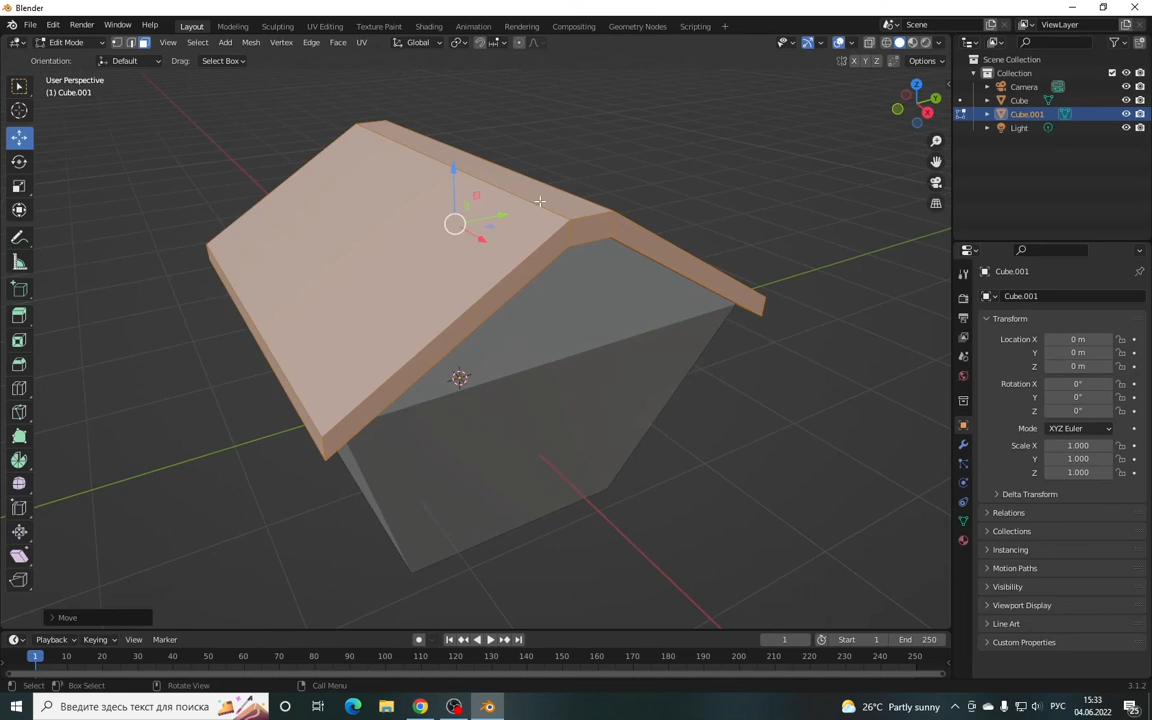 Blender
File Edit Render Window Help Layout Modeling Sculpting UV Editing Texture Paint Shading Animation Rendering Compositing Geometry Nodes Scripting + Scene ViewLayer
Edit Mode View Select Add Mesh Vertex Edge Face UV Global
Orientation: Default Drag: Select Box X Y Z Options
User Perspective
(1) Cube.001
Z
Y
X
Scene Collection
Collection
Camera
Cube
Cube.001
Light
Cube.001
Cube.001
Transform
Location X 0 m
Y 0 m
Z 0 m
Rotation X 0°
Y 0°
Z 0°
Mode XYZ Euler
Scale X 1.000
Y 1.000
Z 1.000
Delta Transform
Relations
Collections
Instancing
Motion Paths
Visibility
Viewport Display
Line Art
Custom Properties
Move
Playback Keying View Marker 1 Start 1 End 250
1 10 20 30 40 50 60 70 80 90 100 110 120 130 140 150 160 170 180 190 200 210 220 230 240 250
Select Box Select Rotate View Call Menu 3.1.2
Введите здесь текст для поиска 26°C Partly sunny РУС 15:33 04.06.2022 25